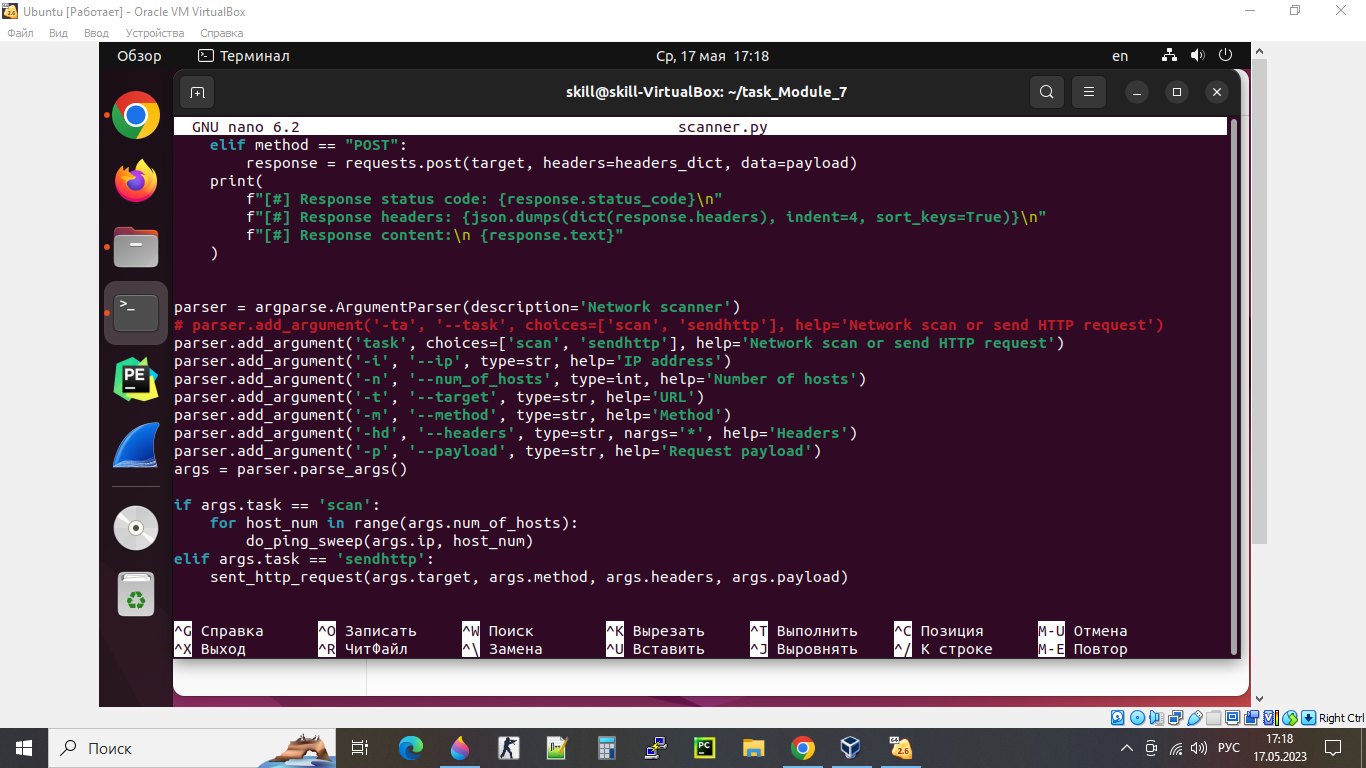 Ubuntu [Работает] - Oracle VM VirtualBox
Файл Вид Ввод Устройства Справка
Обзор Терминал Ср, 17 мая 17:18 en
skill@skill-VirtualBox: ~/task_Module_7
GNU nano 6.2 scanner.py
    elif method == "POST":
        response = requests.post(target, headers=headers_dict, data=payload)
    print(
        f"[#] Response status code: {response.status_code}\n"
        f"[#] Response headers: {json.dumps(dict(response.headers), indent=4, sort_keys=True)}\n"
        f"[#] Response content:\n {response.text}"
    )
parser = argparse.ArgumentParser(description='Network scanner')
# parser.add_argument('-ta', '--task', choices=['scan', 'sendhttp'], help='Network scan or send HTTP request')
parser.add_argument('task', choices=['scan', 'sendhttp'], help='Network scan or send HTTP request')
parser.add_argument('-i', '--ip', type=str, help='IP address')
parser.add_argument('-n', '--num_of_hosts', type=int, help='Number of hosts')
parser.add_argument('-t', '--target', type=str, help='URL')
parser.add_argument('-m', '--method', type=str, help='Method')
parser.add_argument('-hd', '--headers', type=str, nargs='*', help='Headers')
parser.add_argument('-p', '--payload', type=str, help='Request payload')
args = parser.parse_args()
if args.task == 'scan':
    for host_num in range(args.num_of_hosts):
        do_ping_sweep(args.ip, host_num)
elif args.task == 'sendhttp':
    sent_http_request(args.target, args.method, args.headers, args.payload)
^G Справка ^O Записать ^W Поиск ^K Вырезать ^T Выполнить ^C Позиция M-U Отмена
^X Выход ^R ЧитФайл ^\ Замена ^U Вставить ^J Выровнять ^/ К строке M-E Повтор
Right Ctrl
Поиск РУС 17:18
17.05.2023